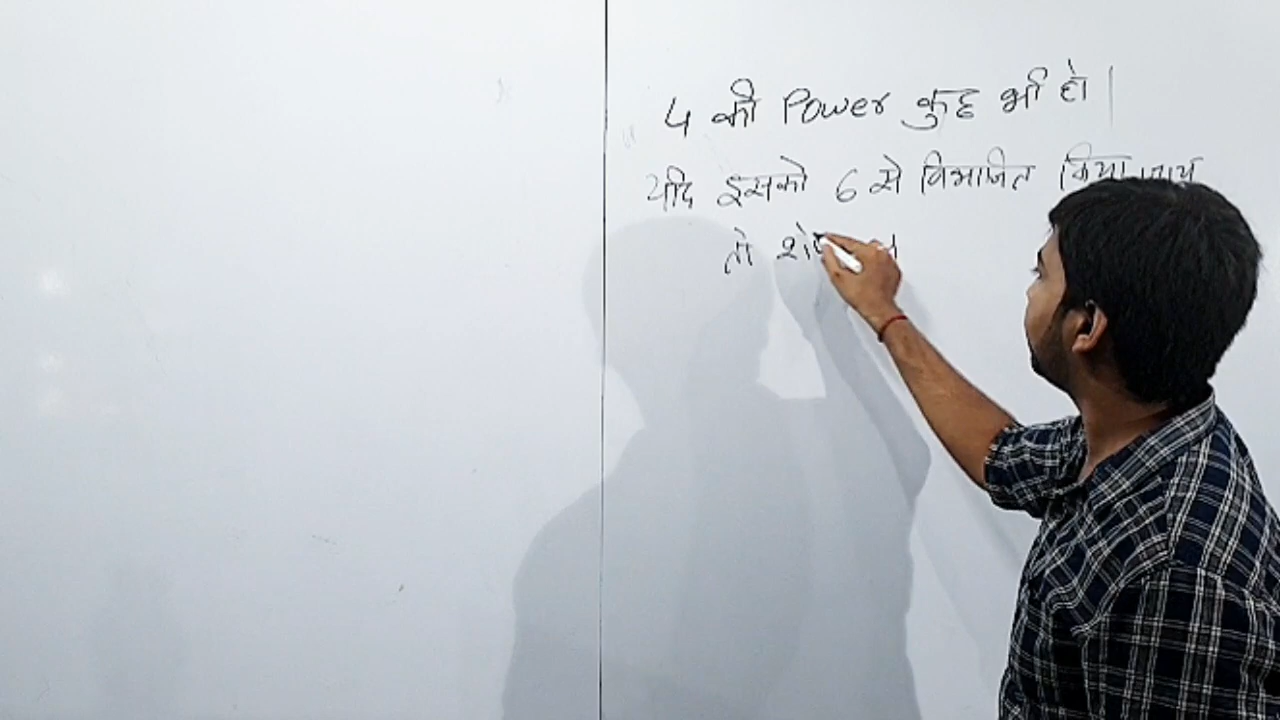 4 की Power कुछ भी हो।
यदि इसको 6 से विभाजित किया जाय
तो